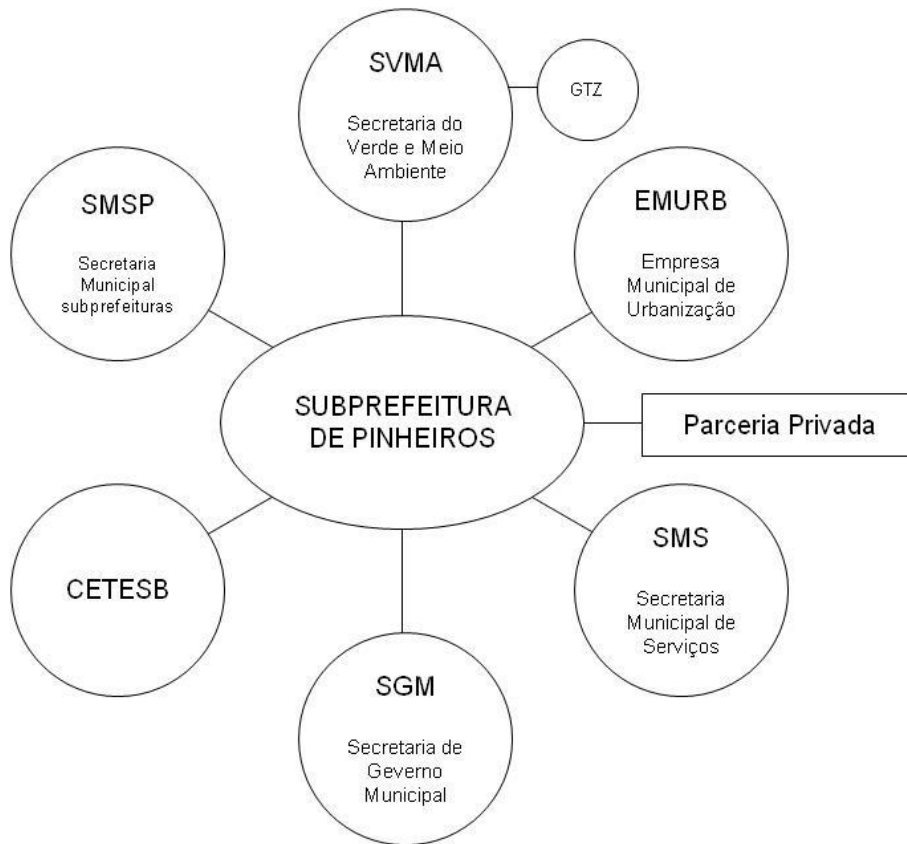 SVMA
Secretaria do
Verde e Meio
Ambiente
GTZ
SMSP
Secretaria
Municipal
subprefeituras
EMURB
Empresa
Municipal de
Urbanização
SUBPREFEITURA
DE PINHEIROS
Parceria Privada
CETESB
SMS
Secretaria
Municipal de
Serviços
SGM
Secretaria de
Geverno
Municipal